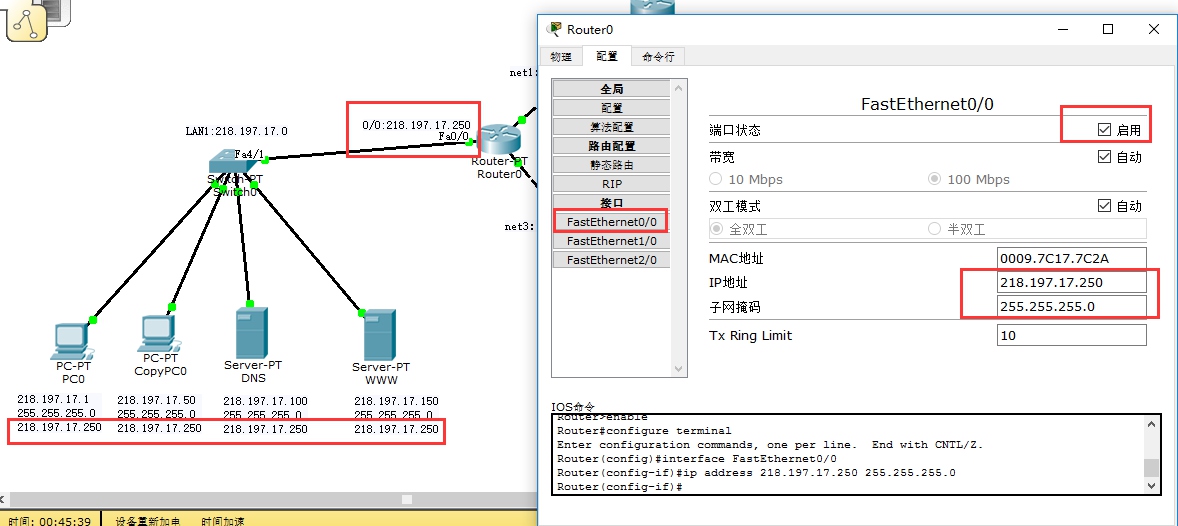 net1:
LAN1:218.197.17.0
0/0:218.197.17.250
Fa0/0
Fa4/1
Router-PT
Router0
Switch-PT
Switch0
net3:
PC-PT
PC0
PC-PT
CopyPC0
Server-PT
DNS
Server-PT
WWW
218.197.17.1
255.255.255.0
218.197.17.250
218.197.17.50
255.255.255.0
218.197.17.250
218.197.17.100
255.255.255.0
218.197.17.250
218.197.17.150
255.255.255.0
218.197.17.250
时间: 00:45:39
设备重新加电
时间加速
Router0
物理
配置
命令行
全局
配置
算法配置
路由配置
静态路由
RIP
接口
FastEthernet0/0
FastEthernet1/0
FastEthernet2/0
FastEthernet0/0
端口状态
启用
带宽
自动
10 Mbps
100 Mbps
双工模式
自动
全双工
半双工
MAC地址
0009.7C17.7C2A
IP地址
218.197.17.250
子网掩码
255.255.255.0
Tx Ring Limit
10
IOS命令
Router>enable
Router#configure terminal
Enter configuration commands, one per line.  End with CNTL/Z.
Router(config)#interface FastEthernet0/0
Router(config-if)#ip address 218.197.17.250 255.255.255.0
Router(config-if)#